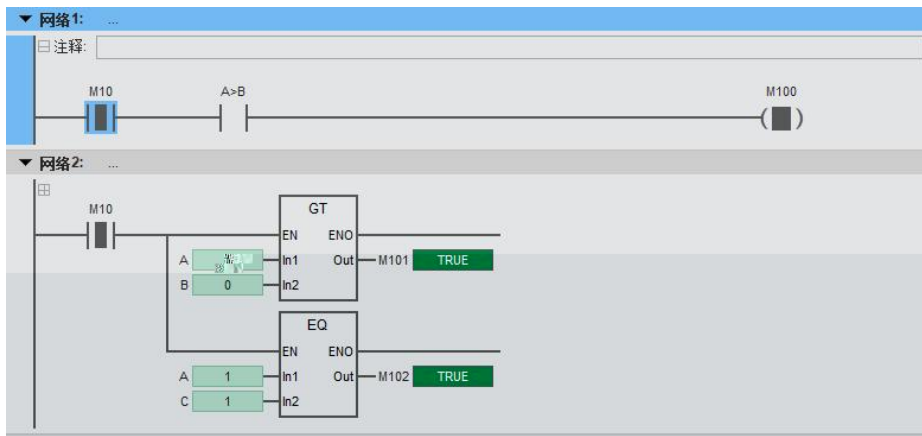 网络1: ...
注释:
M10 A>B M100
网络2: ...
M10
GT
EN ENO
A In1 Out M101 TRUE
B 0 In2
EQ
EN ENO
A 1 In1 Out M102 TRUE
C 1 In2